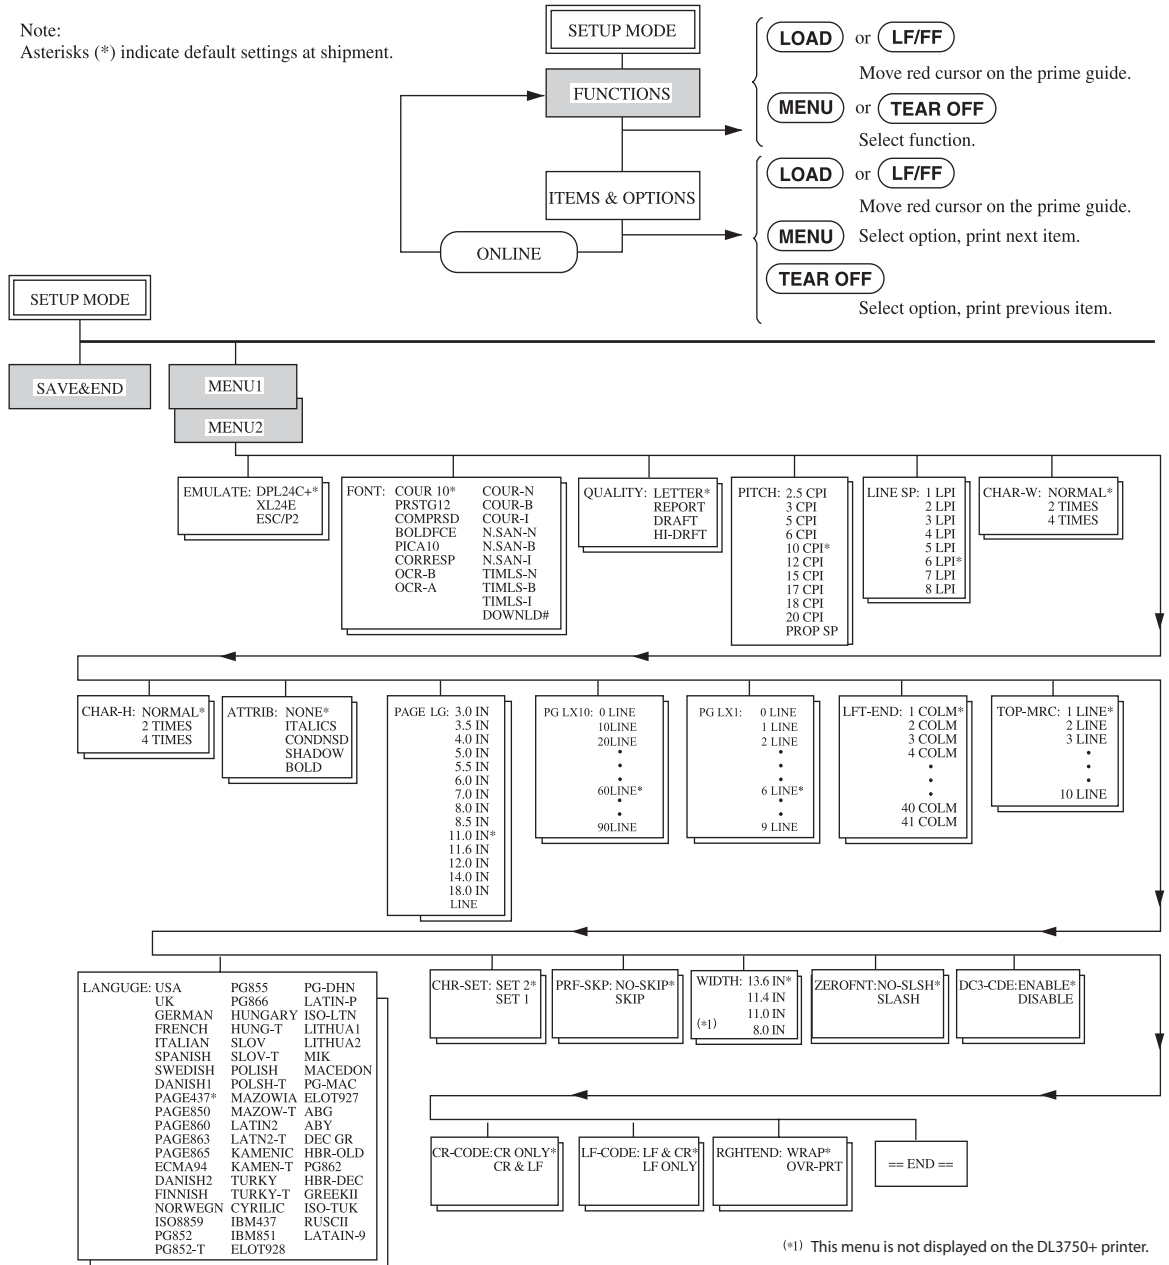 Note:
Asterisks (*) indicate default settings at shipment.
SETUP MODE
FUNCTIONS
LOAD or LF/FF
Move red cursor on the prime guide.
MENU or TEAR OFF
Select function.
ITEMS & OPTIONS
ONLINE
LOAD or LF/FF
Move red cursor on the prime guide.
MENU Select option, print next item.
TEAR OFF
Select option, print previous item.
SETUP MODE
SAVE&END
MENU1
MENU2
EMULATE: DPL24C+*
XL24E
ESC/P2
FONT: COUR 10* COUR-N
PRSTG12 COUR-B
COMPRSD COUR-I
BOLDFCE N.SAN-N
PICA10 N.SAN-B
CORRESP N.SAN-I
OCR-B TIMLS-N
OCR-A TIMLS-B
TIMLS-I
DOWNLD#
QUALITY: LETTER*
REPORT
DRAFT
HI-DRFT
PITCH: 2.5 CPI
3 CPI
5 CPI
6 CPI
10 CPI*
12 CPI
15 CPI
17 CPI
18 CPI
20 CPI
PROP SP
LINE SP: 1 LPI
2 LPI
3 LPI
4 LPI
5 LPI
6 LPI*
7 LPI
8 LPI
CHAR-W: NORMAL*
2 TIMES
4 TIMES
CHAR-H: NORMAL*
2 TIMES
4 TIMES
ATTRIB: NONE*
ITALICS
CONDNSD
SHADOW
BOLD
PAGE LG: 3.0 IN
3.5 IN
4.0 IN
5.0 IN
5.5 IN
6.0 IN
7.0 IN
8.0 IN
8.5 IN
11.0 IN*
11.6 IN
12.0 IN
14.0 IN
18.0 IN
LINE
PG LX10: 0 LINE
10LINE
20LINE
•
•
•
60LINE*
•
•
90LINE
PG LX1: 0 LINE
1 LINE
2 LINE
•
•
•
6 LINE*
•
•
9 LINE
LFT-END: 1 COLM*
2 COLM
3 COLM
4 COLM
•
•
•
40 COLM
41 COLM
TOP-MRC: 1 LINE*
2 LINE
3 LINE
•
•
•
10 LINE
LANGUGE: USA PG855 PG-DHN
UK PG866 LATIN-P
GERMAN HUNGARY ISO-LTN
FRENCH HUNG-T LITHUA1
ITALIAN SLOV LITHUA2
SPANISH SLOV-T MIK
SWEDISH POLISH MACEDON
DANISH1 POLSH-T PG-MAC
PAGE437* MAZOWIA ELOT927
PAGE850 MAZOW-T ABG
PAGE860 LATIN2 ABY
PAGE863 LATN2-T DEC GR
PAGE865 KAMENIC HBR-OLD
ECMA94 KAMEN-T PG862
DANISH2 TURKY HBR-DEC
FINNISH TURKY-T GREEKII
NORWEGN CYRILIC ISO-TUK
ISO8859 IBM437 RUSCII
PG852 IBM851 LATAIN-9
PG852-T ELOT928
CHR-SET: SET 2*
SET 1
PRF-SKP: NO-SKIP*
SKIP
WIDTH: 13.6 IN*
11.4 IN
11.0 IN
(*1) 8.0 IN
ZEROFNT:NO-SLSH*
SLASH
DC3-CDE:ENABLE*
DISABLE
CR-CODE:CR ONLY*
CR & LF
LF-CODE: LF & CR*
LF ONLY
RGHTEND: WRAP*
OVR-PRT
== END ==
(*1) This menu is not displayed on the DL3750+ printer.